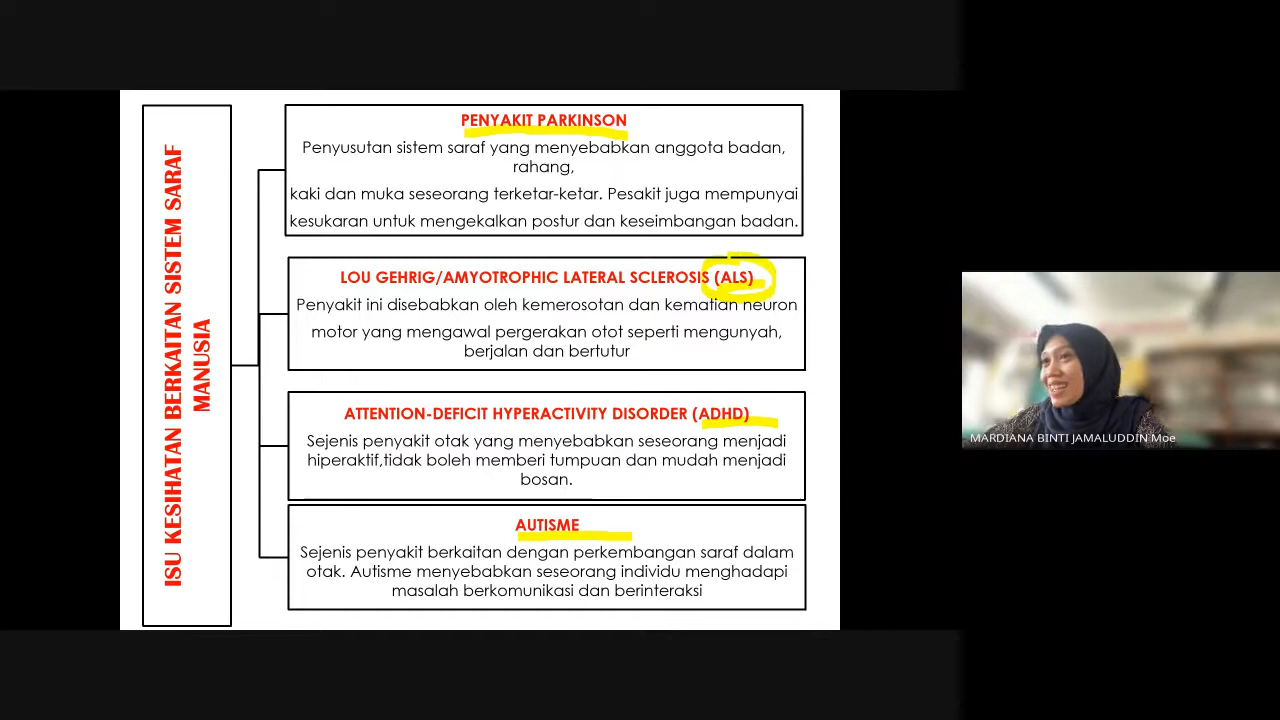 ISU KESIHATAN BERKAITAN SISTEM SARAF
MANUSIA
PENYAKIT PARKINSON
Penyusutan sistem saraf yang menyebabkan anggota badan,
rahang,
kaki dan muka seseorang terketar-ketar. Pesakit juga mempunyai
kesukaran untuk mengekalkan postur dan keseimbangan badan.
LOU GEHRIG/AMYOTROPHIC LATERAL SCLEROSIS (ALS)
Penyakit ini disebabkan oleh kemerosotan dan kematian neuron
motor yang mengawal pergerakan otot seperti mengunyah,
berjalan dan bertutur
ATTENTION-DEFICIT HYPERACTIVITY DISORDER (ADHD)
Sejenis penyakit otak yang menyebabkan seseorang menjadi
hiperaktif,tidak boleh memberi tumpuan dan mudah menjadi
bosan.
AUTISME
Sejenis penyakit berkaitan dengan perkembangan saraf dalam
otak. Autisme menyebabkan seseorang individu menghadapi
masalah berkomunikasi dan berinteraksi
MARDIANA BINTI JAMALUDDIN Moe